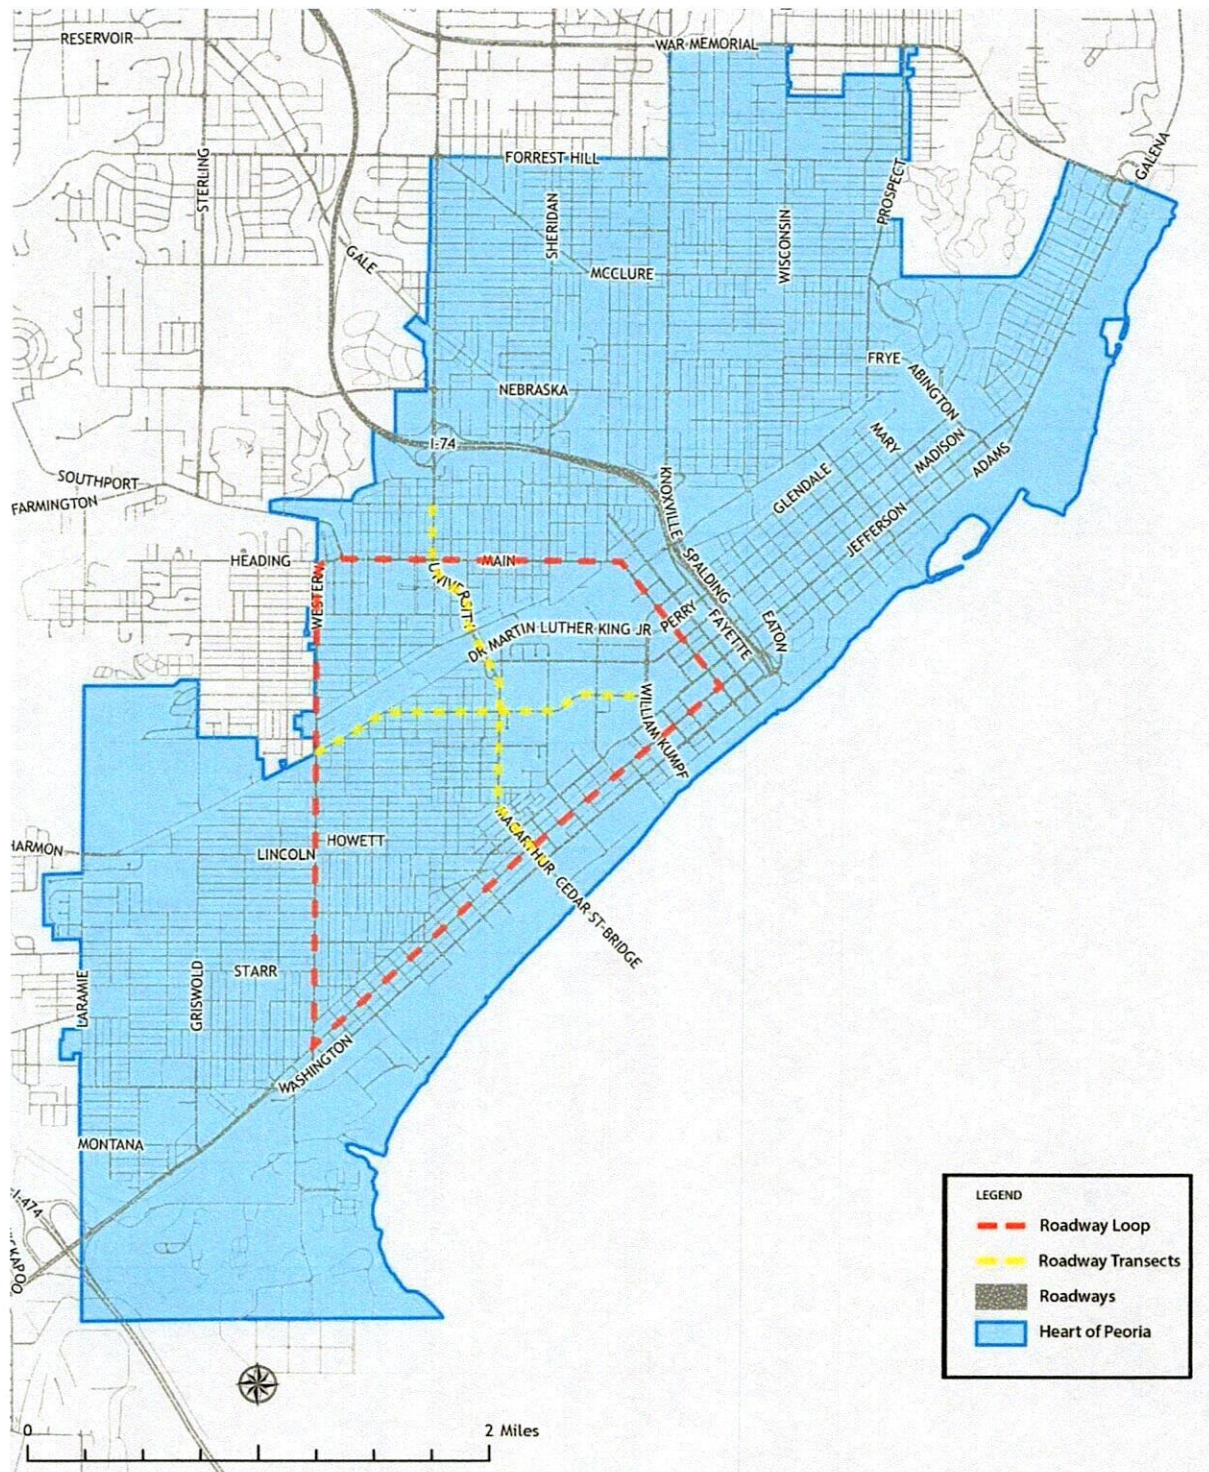 RESERVOIR
WAR MEMORIAL
STERLING
FORREST HILL
GALENA
PROSPECT
SHERIDAN
WISCONSIN
GALE
MCCLURE
FRYE
ABINGTON
NEBRASKA
MARY
MADISON
ADAMS
I-74
GLENDALE
SOUTHPORT
FARMINGTON
KNOXVILLE
JEFFERSON
HEADING
MAIN
SPALDING
WESTERN
UNIVERSITY
PERRY
FAYETTE
EATON
DR MARTIN LUTHER KING JR
WILLIAM KUMPF
MACARTHUR
HOWETT
HARMON
LINCOLN
CEDAR ST-BRIDGE
STARR
LARAMIE
GRISWOLD
WASHINGTON
MONTANA
I-474
LEGEND
Roadway Loop
Roadway Transects
Roadways
Heart of Peoria
0
2 Miles